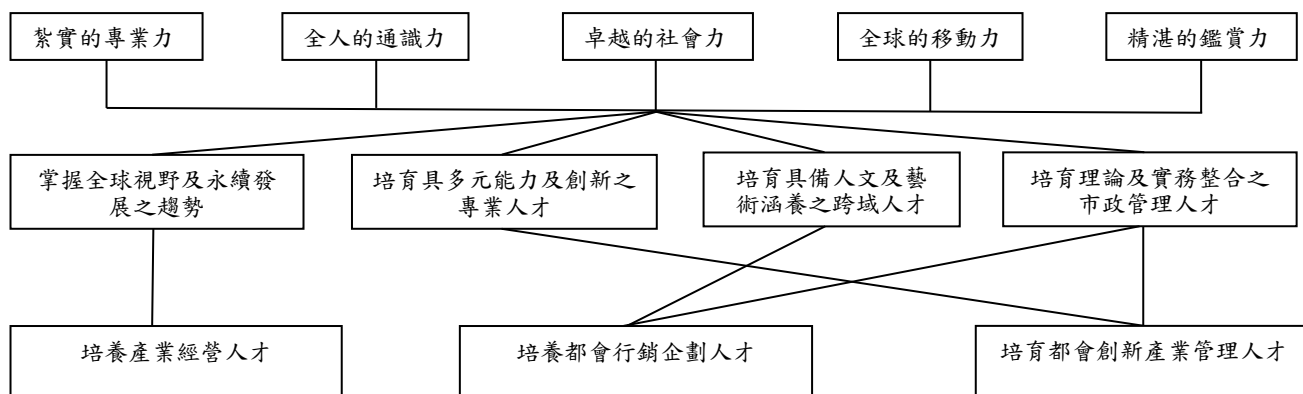 紮實的專業力
全人的通識力
卓越的社會力
全球的移動力
精湛的鑑賞力
掌握全球視野及永續發
展之趨勢
培育具多元能力及創新之
專業人才
培育具備人文及藝
術涵養之跨域人才
培育理論及實務整合之
市政管理人才
培養產業經營人才
培養都會行銷企劃人才
培育都會創新產業管理人才